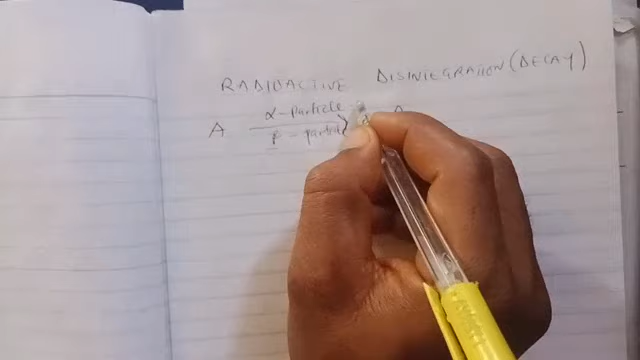 RADIOACTIVE DISINTEGRATION (DECAY)
α-particle
A
β-particle